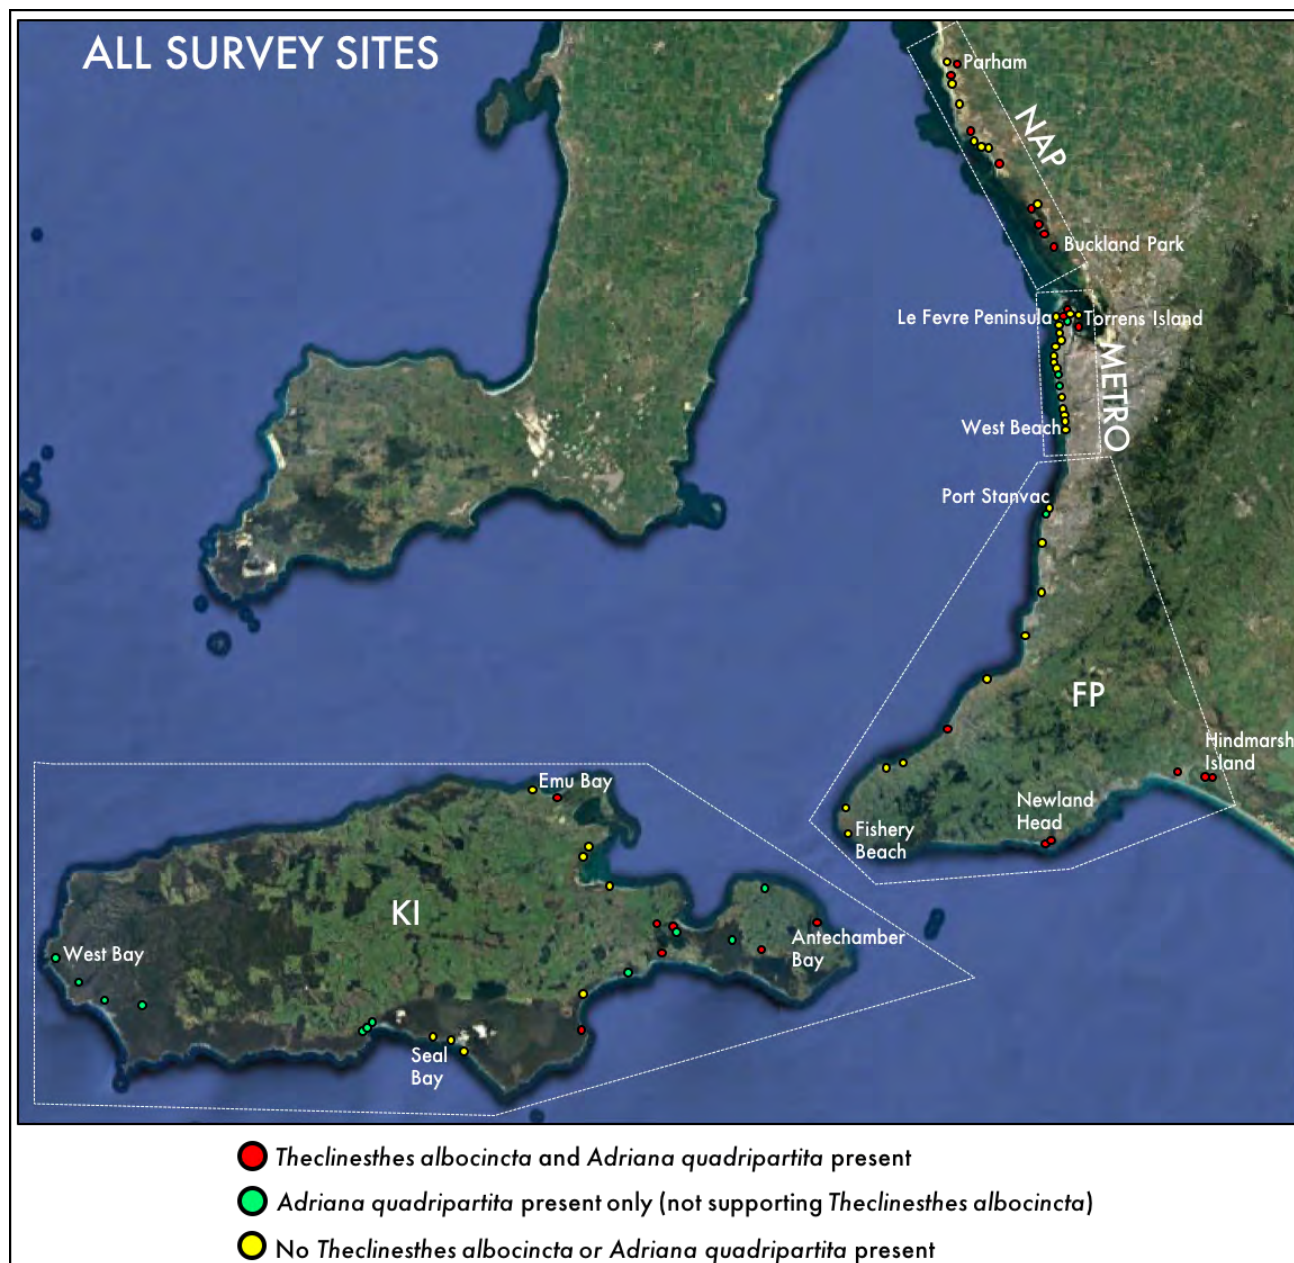 ALL SURVEY SITES
Parham
NAP
Buckland Park
Le Fevre Peninsula
Torrens Island
METRO
West Beach
Port Stanvac
FP
Hindmarsh
Island
Emu Bay
Newland
Head
Fishery
Beach
KI
West Bay
Antechamber
Bay
Seal
Bay
Theclinesthes albocincta and Adriana quadripartita present
Adriana quadripartita present only (not supporting Theclinesthes albocincta)
No Theclinesthes albocincta or Adriana quadripartita present